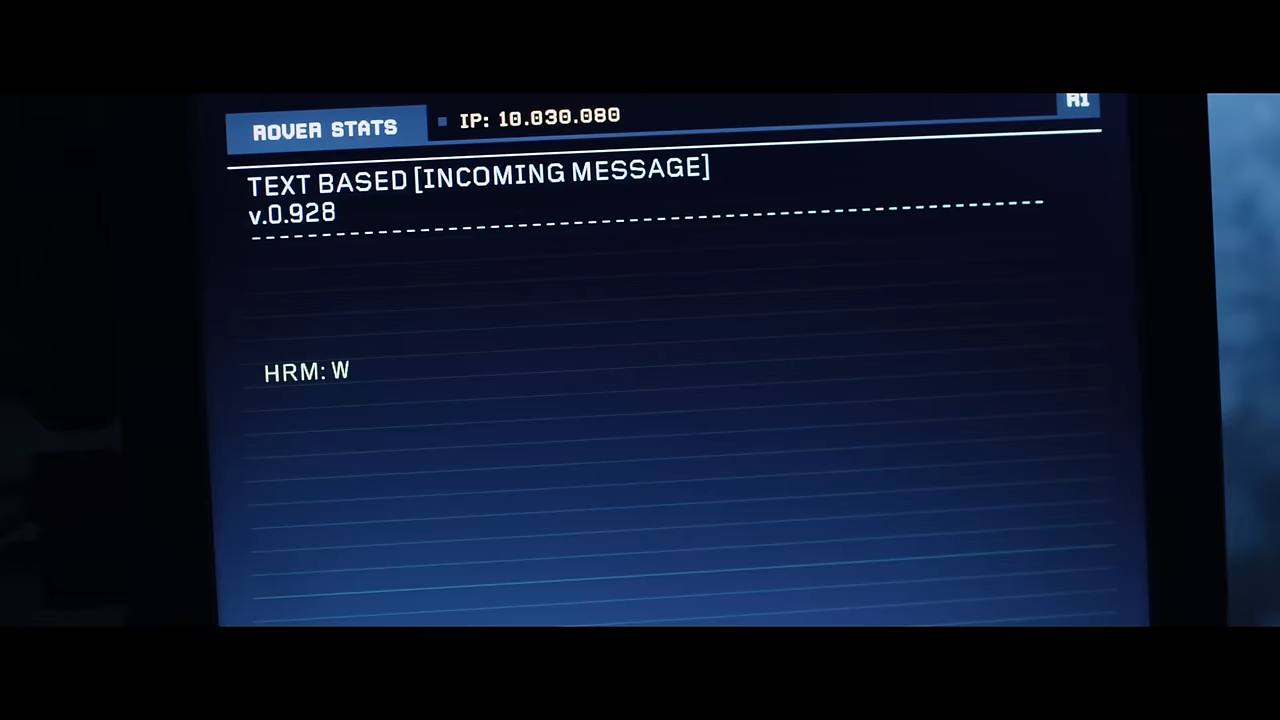 ROVER STATS
IP: 10.030.080
A1
TEXT BASED [INCOMING MESSAGE]
v.0.928
HRM: W